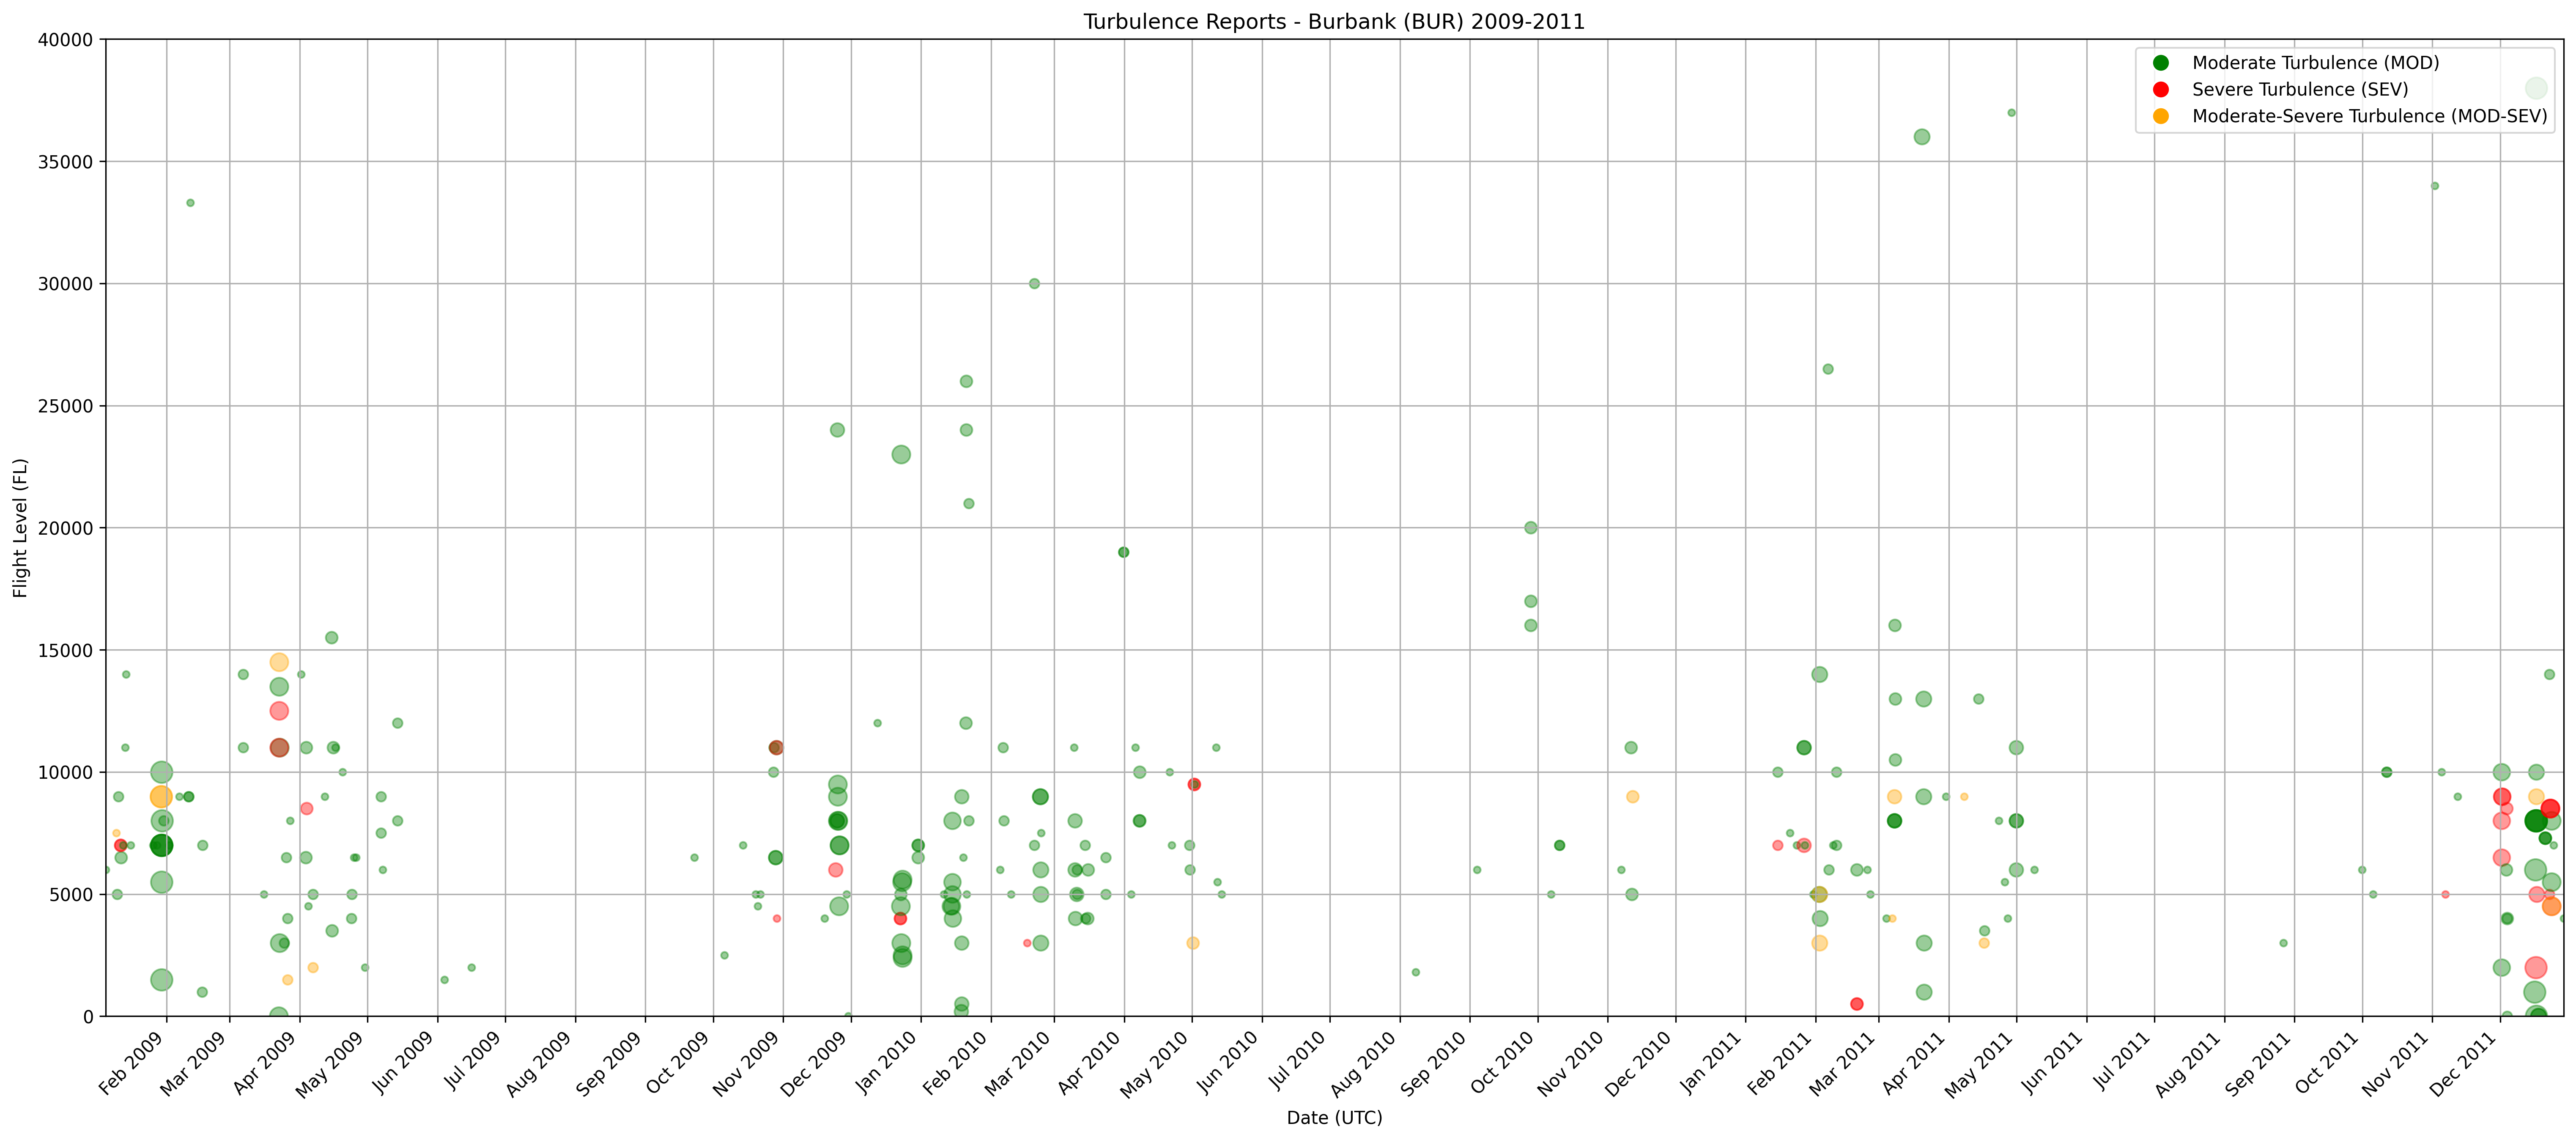 Turbulence Reports - Burbank (BUR) 2009-2011
Moderate Turbulence (MOD)
Severe Turbulence (SEV)
Moderate-Severe Turbulence (MOD-SEV)
Flight Level (FL)
40000
35000
30000
25000
20000
15000
10000
5000
0
Feb 2009
Mar 2009
Apr 2009
May 2009
Jun 2009
Jul 2009
Aug 2009
Sep 2009
Oct 2009
Nov 2009
Dec 2009
Jan 2010
Feb 2010
Mar 2010
Apr 2010
May 2010
Jun 2010
Jul 2010
Aug 2010
Sep 2010
Oct 2010
Nov 2010
Dec 2010
Jan 2011
Feb 2011
Mar 2011
Apr 2011
May 2011
Jun 2011
Jul 2011
Aug 2011
Sep 2011
Oct 2011
Nov 2011
Dec 2011
Date (UTC)